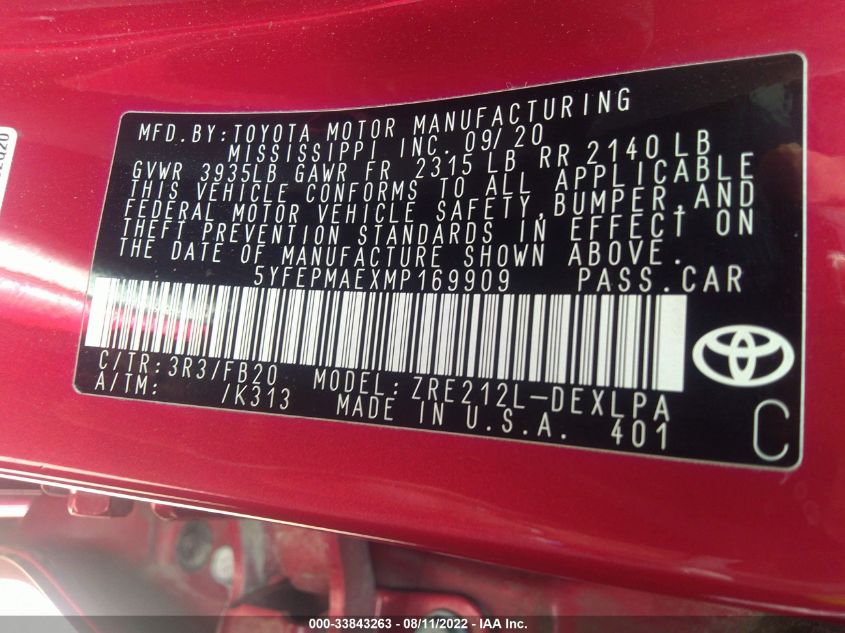 MFD. BY: TOYOTA MOTOR MANUFACTURING
MISSISSIPPI INC. 09/20
GVWR 3935LB GAWR FR 2315 LB RR 2140 LB
THIS VEHICLE CONFORMS TO ALL APPLICABLE
FEDERAL MOTOR VEHICLE SAFETY, BUMPER, AND
THEFT PREVENTION STANDARDS IN EFFECT ON
THE DATE OF MANUFACTURE SHOWN ABOVE.
5YFEPMAEXMP169909 PASS. CAR
C/TR: 3R3/FB20 MODEL: ZRE212L-DEXLPA
A/TM: /K313 MADE IN U.S.A. 401
C
000-33843263 - 08/11/2022 - IAA Inc.